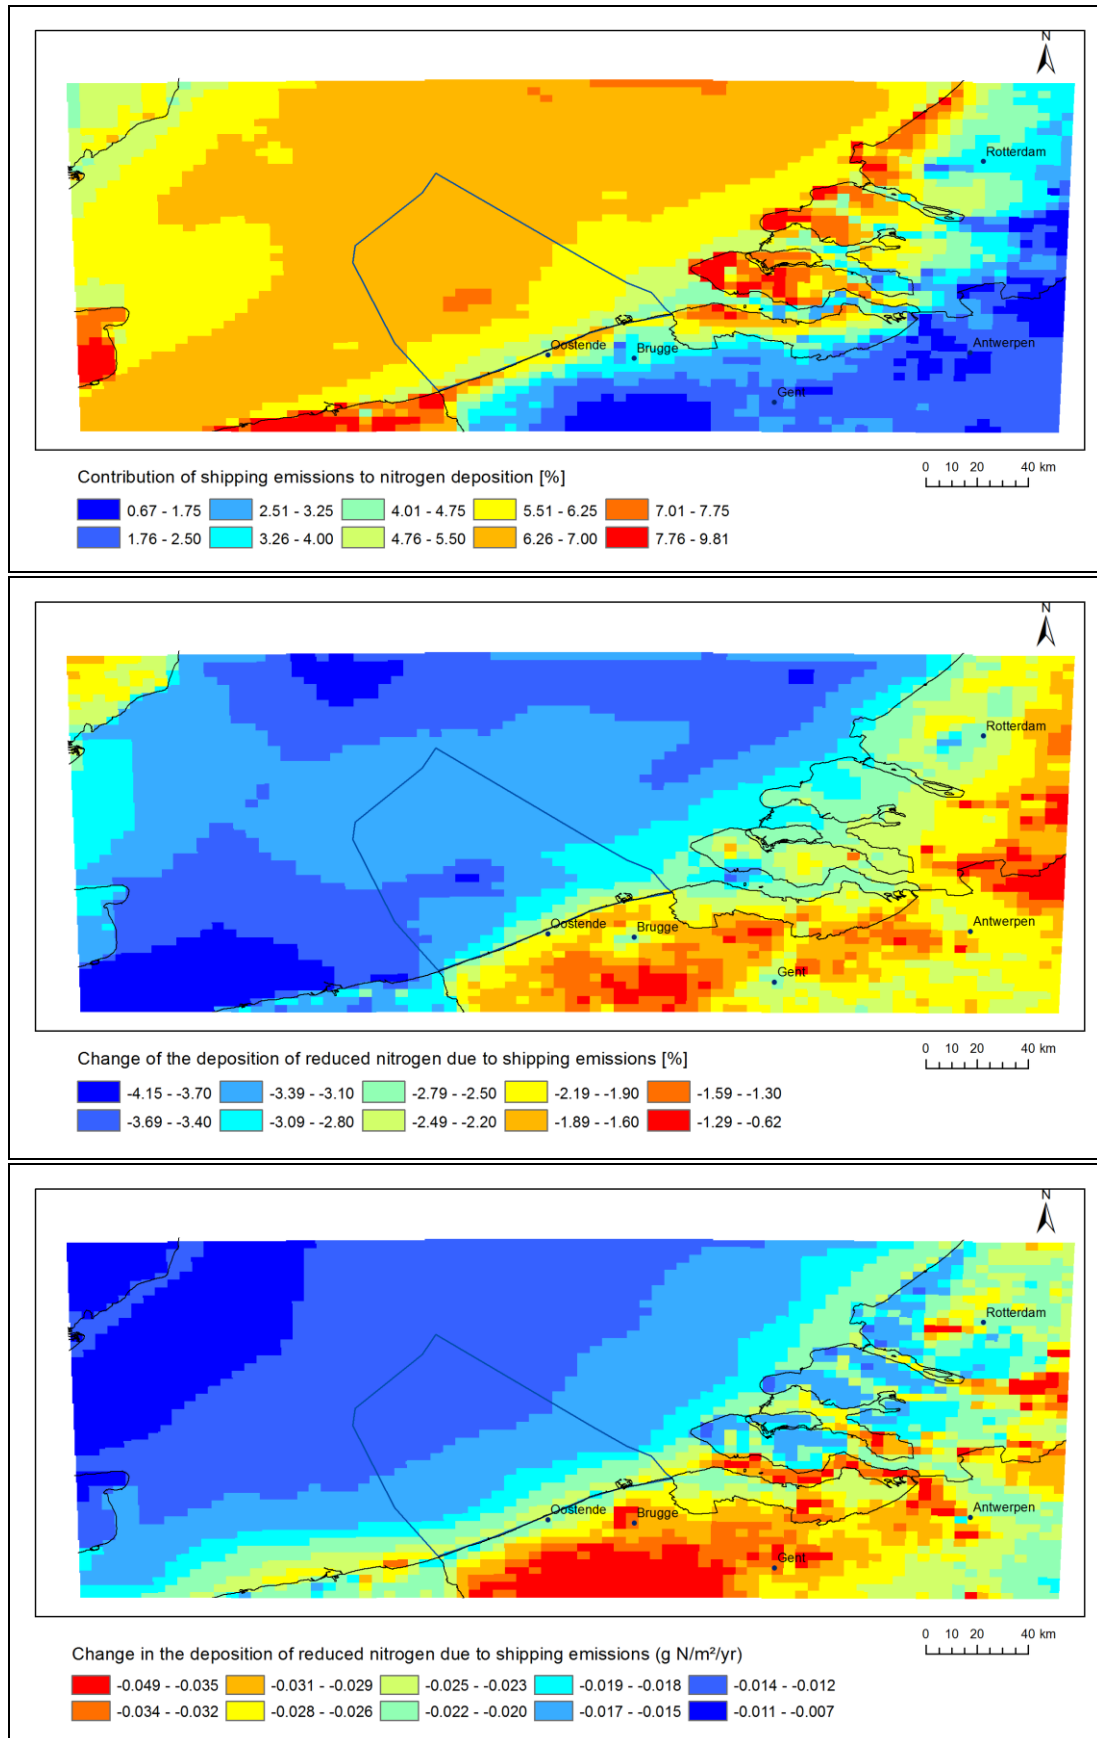 N
Rotterdam
Oostende
Brugge
Antwerpen
Gent
Contribution of shipping emissions to nitrogen deposition [%]
0 10 20 40 km
0.67 - 1.75 2.51 - 3.25 4.01 - 4.75 5.51 - 6.25 7.01 - 7.75
1.76 - 2.50 3.26 - 4.00 4.76 - 5.50 6.26 - 7.00 7.76 - 9.81
N
Rotterdam
Oostende
Brugge
Antwerpen
Gent
Change of the deposition of reduced nitrogen due to shipping emissions [%]
0 10 20 40 km
-4.15 - -3.70 -3.39 - -3.10 -2.79 - -2.50 -2.19 - -1.90 -1.59 - -1.30
-3.69 - -3.40 -3.09 - -2.80 -2.49 - -2.20 -1.89 - -1.60 -1.29 - -0.62
N
Rotterdam
Oostende
Brugge
Antwerpen
Gent
Change in the deposition of reduced nitrogen due to shipping emissions (g N/m²/yr)
0 10 20 40 km
-0.049 - -0.035 -0.031 - -0.029 -0.025 - -0.023 -0.019 - -0.018 -0.014 - -0.012
-0.034 - -0.032 -0.028 - -0.026 -0.022 - -0.020 -0.017 - -0.015 -0.011 - -0.007